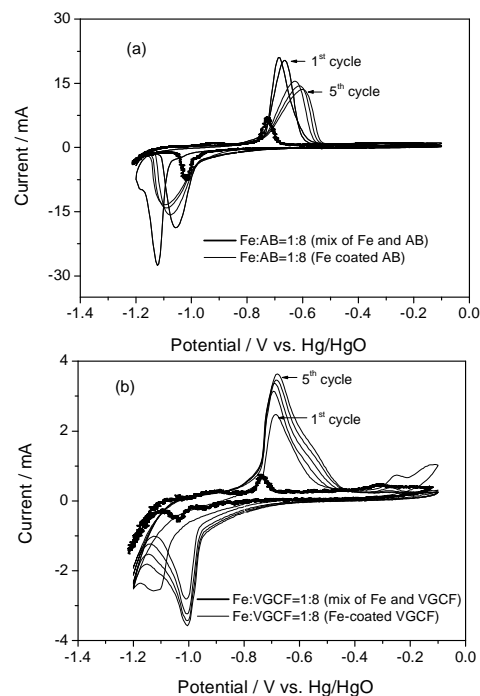 (a)
30
15
0
-15
-30
Current / mA
1st cycle
5th cycle
Fe:AB=1:8 (mix of Fe and AB)
Fe:AB=1:8 (Fe coated AB)
-1.4 -1.2 -1.0 -0.8 -0.6 -0.4 -0.2 0.0
Potential / V vs. Hg/HgO
(b)
4
2
0
-2
-4
Current / mA
5th cycle
1st cycle
Fe:VGCF=1:8 (mix of Fe and VGCF)
Fe:VGCF=1:8 (Fe-coated VGCF)
-1.4 -1.2 -1.0 -0.8 -0.6 -0.4 -0.2 0.0
Potential / V vs. Hg/HgO